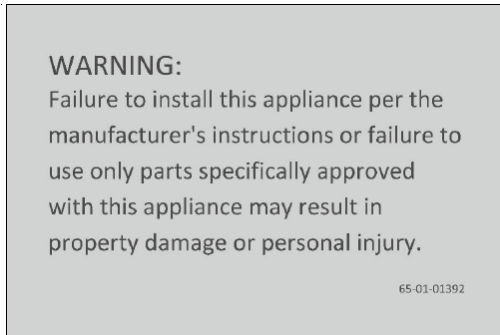 WARNING:
Failure to install this appliance per the
manufacturer's instructions or failure to
use only parts specifically approved
with this appliance may result in
property damage or personal injury.
65-01-01392